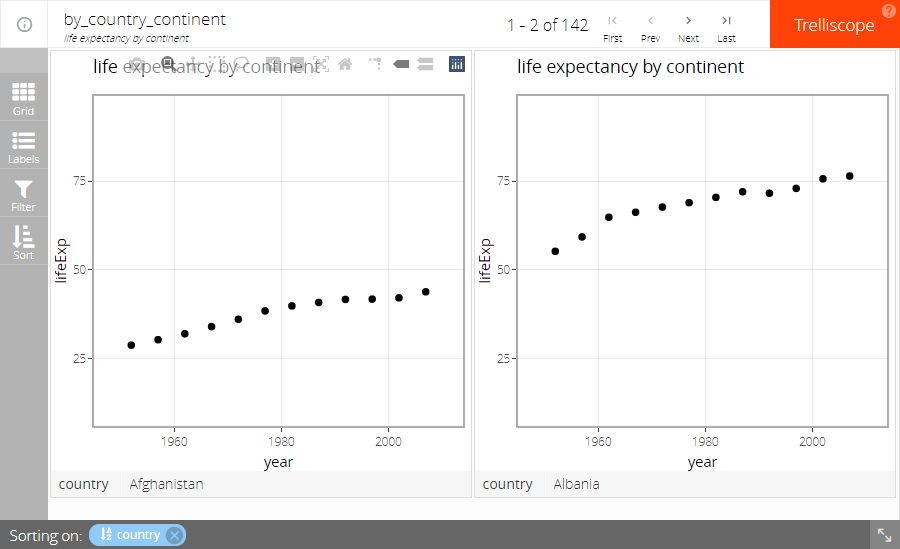 by_country_continent
life expectancy by continent
1 - 2 of 142
First
Prev
Next
Last
Trelliscope
?
Grid
Labels
Filter
Sort
life expectancy by continent
lifeExp
75
50
25
1960
1980
2000
year
country
Afghanistan
life expectancy by continent
lifeExp
75
50
25
1960
1980
2000
year
country
Albania
Sorting on:
country